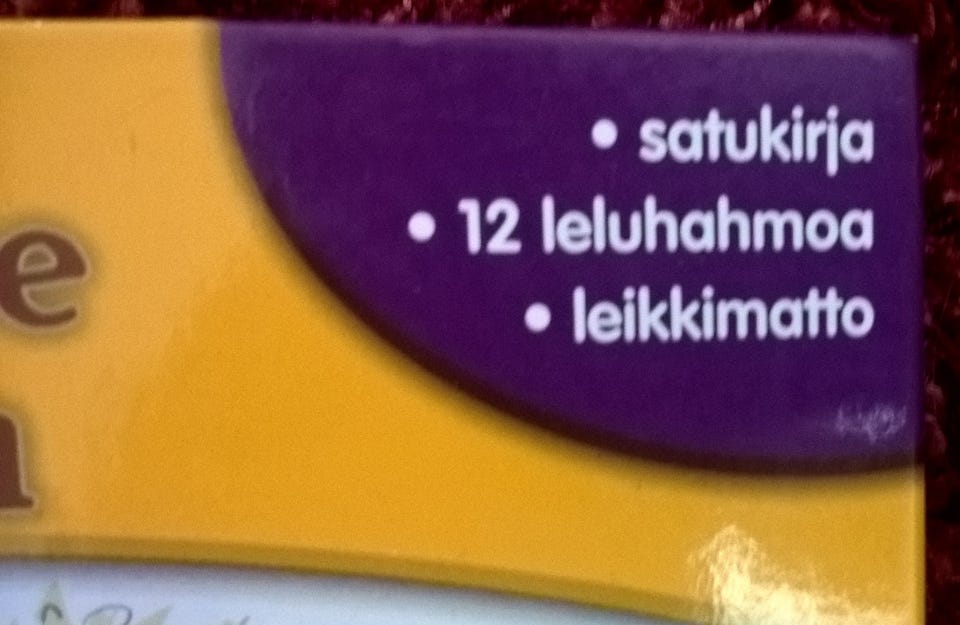 • satukirja
• 12 leluhahmoa
• leikkimatto
e